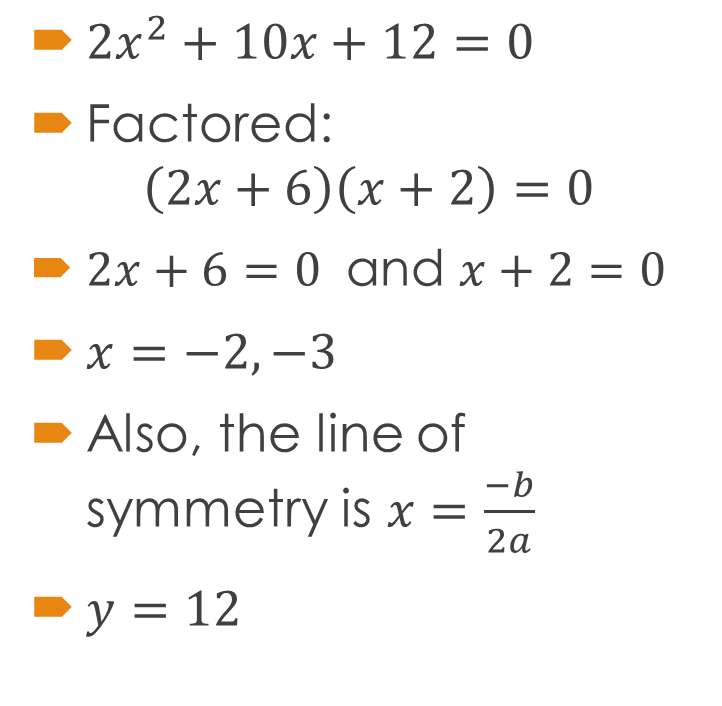 2x² + 10x + 12 = 0
Factored:
(2x + 6)(x + 2) = 0
2x + 6 = 0 and x + 2 = 0
x = −2, −3
Also, the line of
symmetry is x = −b/2a
y = 12